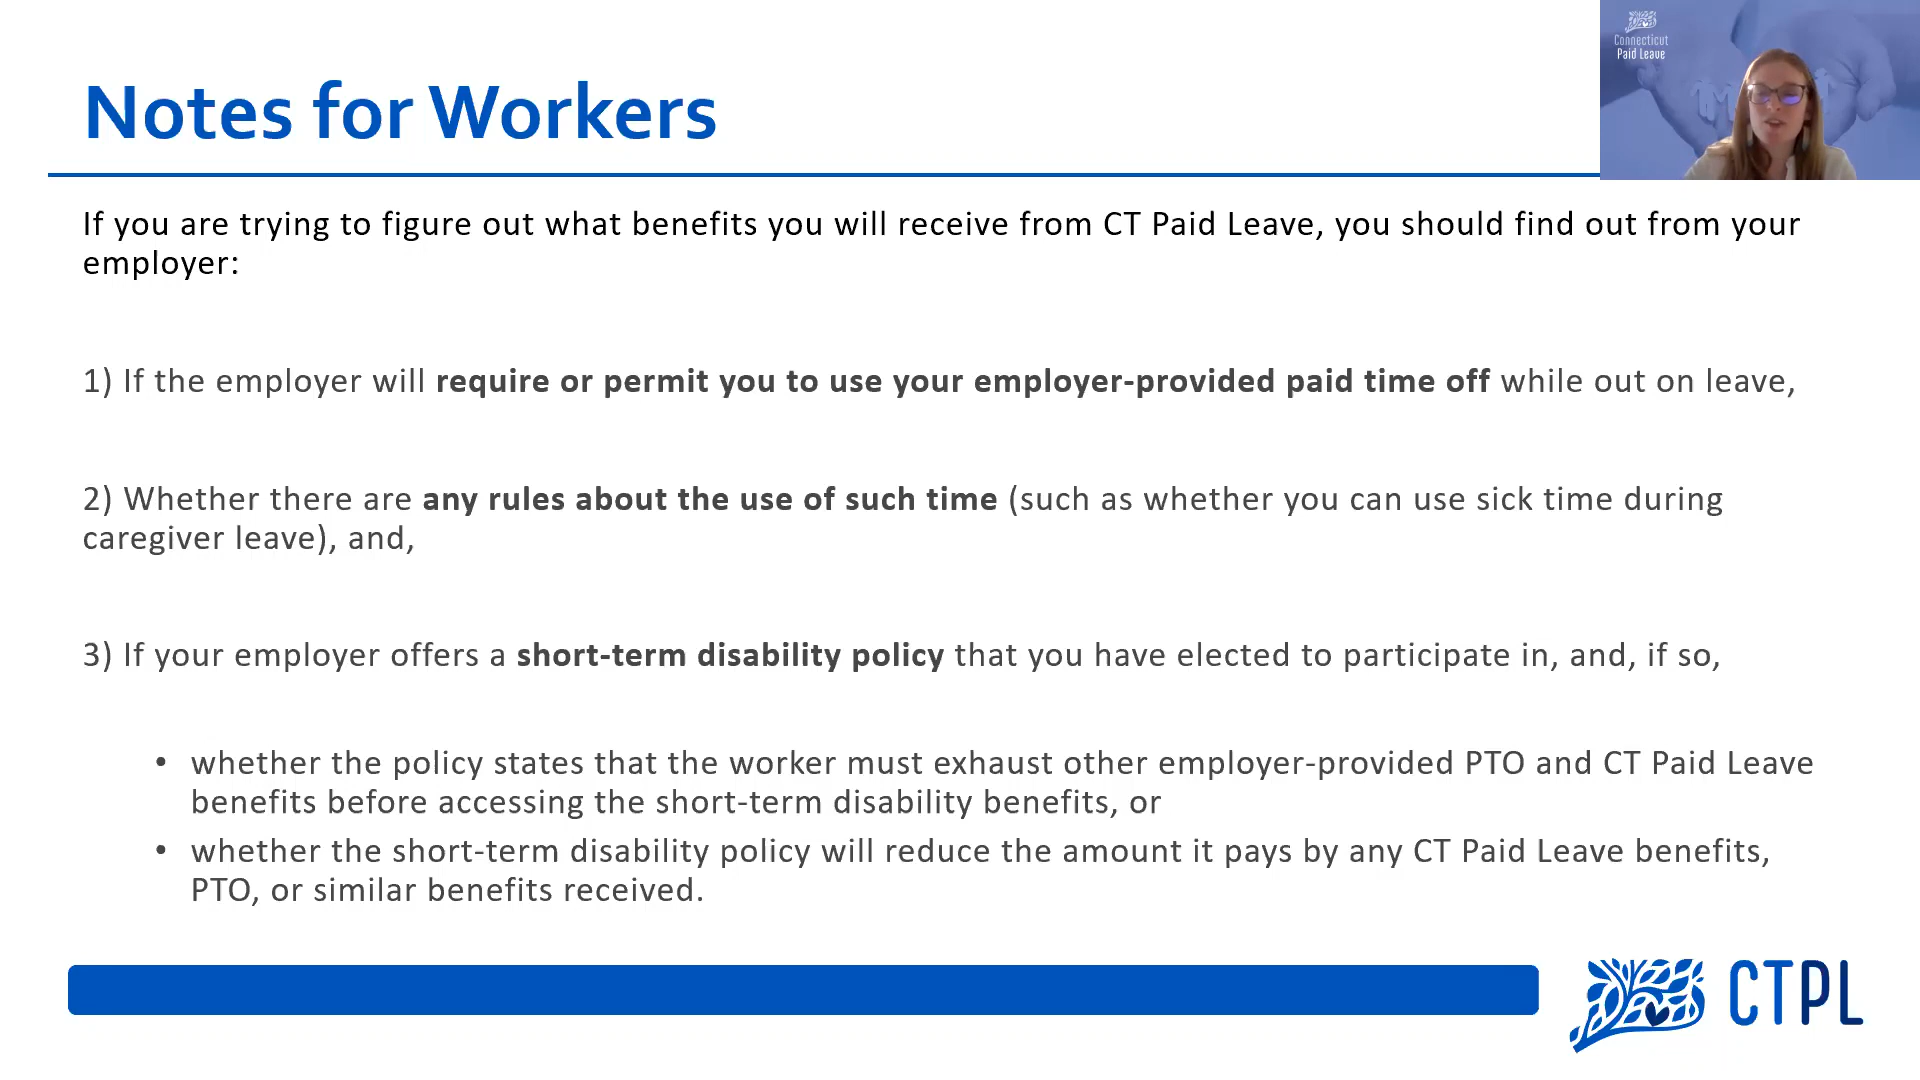 Connecticut
Paid Leave
Notes for Workers
If you are trying to figure out what benefits you will receive from CT Paid Leave, you should find out from your
employer:
1) If the employer will require or permit you to use your employer-provided paid time off while out on leave,
2) Whether there are any rules about the use of such time (such as whether you can use sick time during
caregiver leave), and,
3) If your employer offers a short-term disability policy that you have elected to participate in, and, if so,
• whether the policy states that the worker must exhaust other employer-provided PTO and CT Paid Leave
benefits before accessing the short-term disability benefits, or
• whether the short-term disability policy will reduce the amount it pays by any CT Paid Leave benefits,
PTO, or similar benefits received.
CTPL